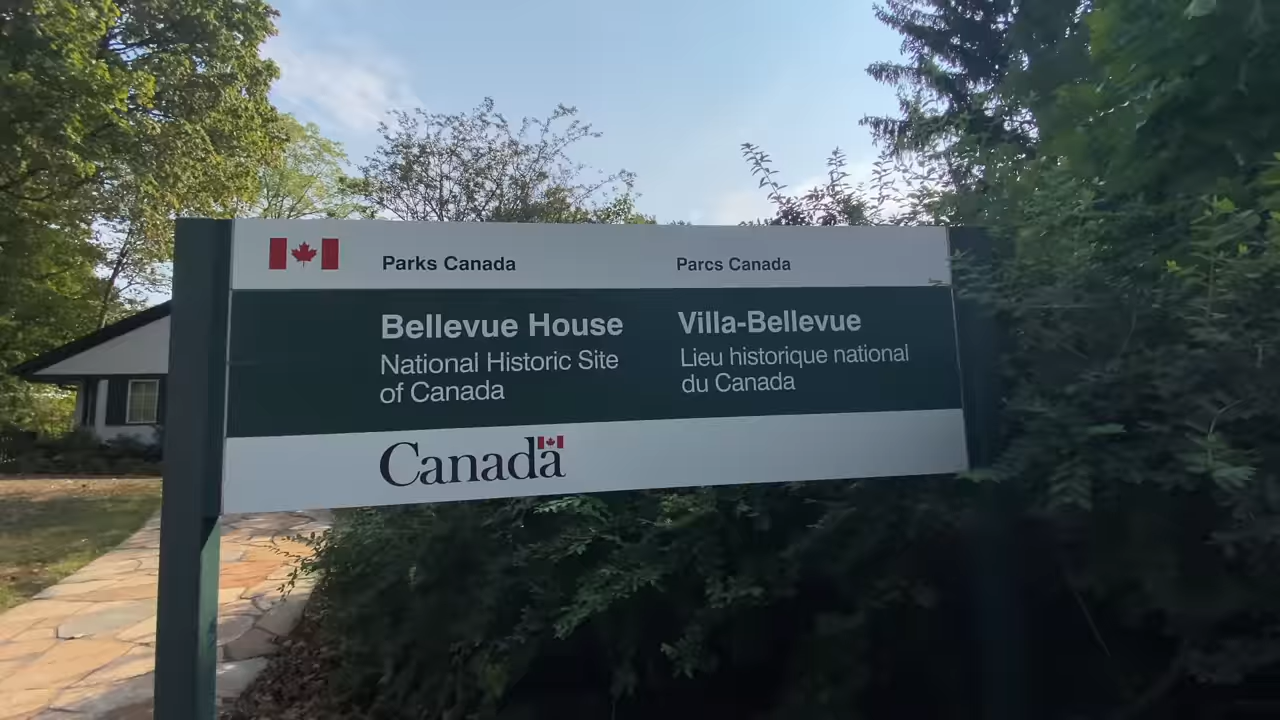 Parks Canada
Parcs Canada
Bellevue House
National Historic Site
of Canada
Villa-Bellevue
Lieu historique national
du Canada
Canada